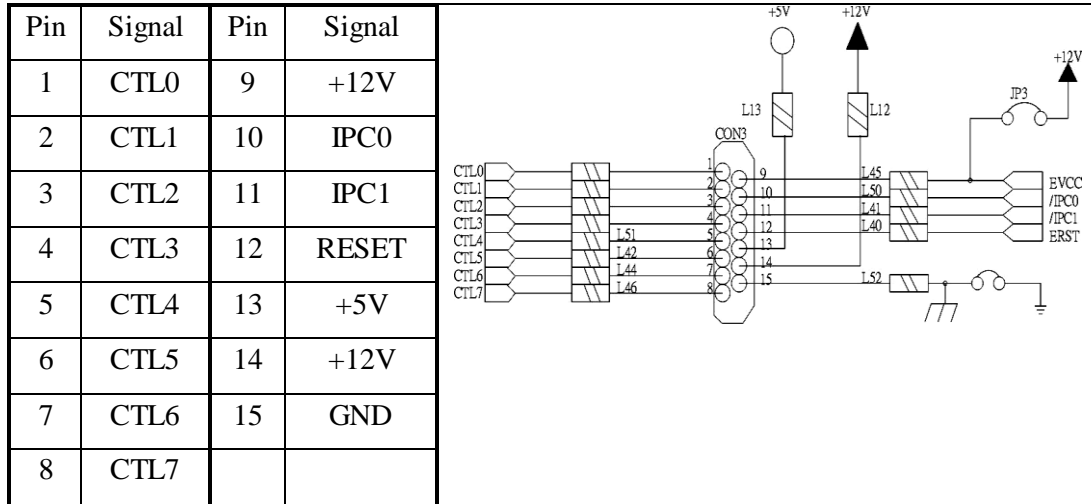 Pin Signal Pin Signal
1 CTL0 9 +12V
2 CTL1 10 IPC0
3 CTL2 11 IPC1
4 CTL3 12 RESET
5 CTL4 13 +5V
6 CTL5 14 +12V
7 CTL6 15 GND
8 CTL7
+5V +12V
+12V
JP3
L13 L12
CON3
CTL0 1 9 L45 EVCC
CTL1 2 10 L50 /IPC0
CTL2 3 11 L41 /IPC1
CTL3 4 12 L40 ERST
CTL4 L51 5 13
CTL5 L42 6 14
CTL6 L44 7 15 L52
CTL7 L46 8